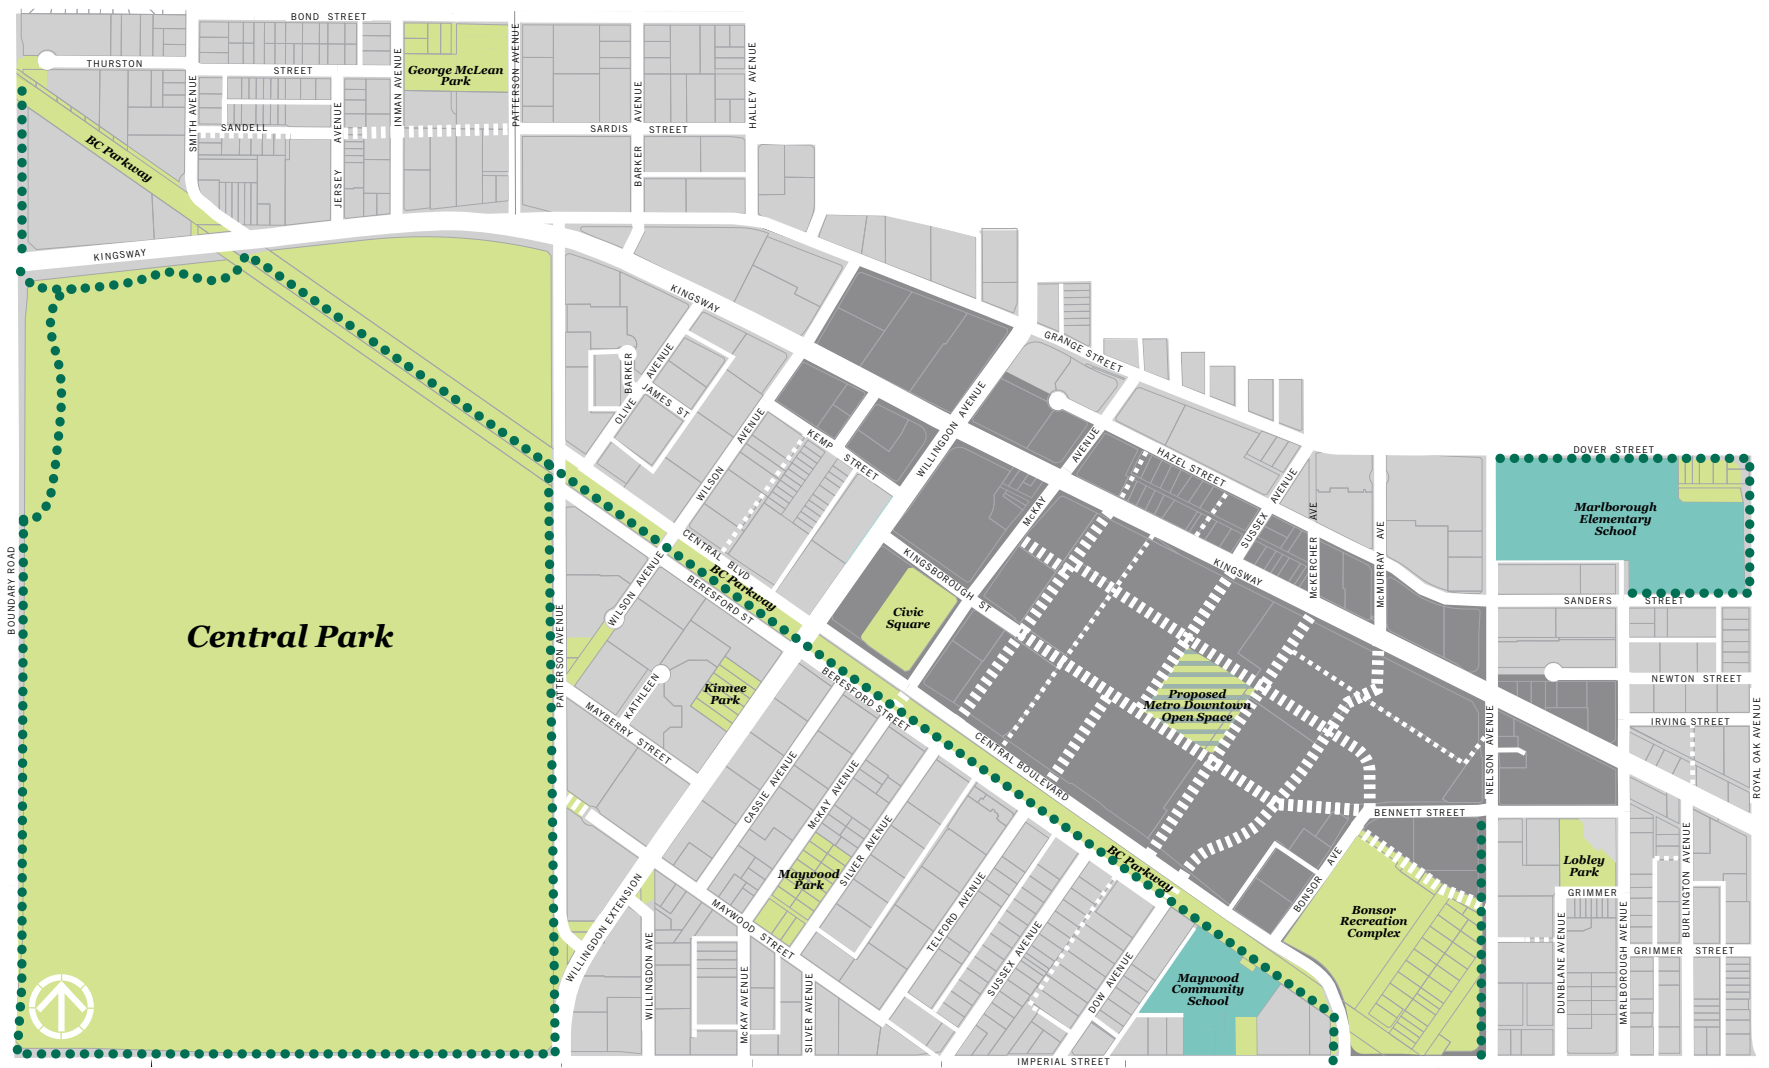 BOND STREET
THURSTON
STREET
SMITH AVENUE
INMAN AVENUE
George McLean
Park
PATTERSON AVENUE
AVENUE
HALLEY AVENUE
SANDELL
AVENUE
SARDIS STREET
BARKER
JERSEY
BC Parkway
KINGSWAY
KINGSWAY
GRANGE STREET
BARKER
AVENUE
OLIVE
JAMES ST
AVENUE
WILSON
KEMP
STREET
WILLINGDON AVENUE
AVENUE
McKAY
HAZEL STREET
AVENUE
SUSSEX
McKERCHER AVE
McMURRAY AVE
KINGSWAY
DOVER STREET
Marlborough
Elementary
School
SANDERS STREET
NEWTON STREET
IRVING STREET
ROYAL OAK AVENUE
NELSON AVENUE
BOUNDARY ROAD
Central Park
PATTERSON AVENUE
WILSON AVENUE
CENTRAL BLVD
BC Parkway
BERESFORD ST
KINGSBOROUGH ST
Civic
Square
Kinnee
Park
KATHLEEN
MAYBERRY STREET
BERESFORD STREET
CENTRAL BOULEVARD
Proposed
Metro Downtown
Open Space
CASSIE AVENUE
McKAY AVENUE
SILVER AVENUE
Maywood
Park
BC Parkway
BENNETT STREET
BONSOR AVE
Bonsor
Recreation
Complex
Lobley
Park
GRIMMER
BURLINGTON AVENUE
GRIMMER STREET
DUNBLANE AVENUE
MARLBOROUGH AVENUE
WILLINGDON EXTENSION
WILLINGDON AVE
MAYWOOD STREET
McKAY AVENUE
SILVER AVENUE
TELFORD AVENUE
SUSSEX AVENUE
DOW AVENUE
Maywood
Community
School
IMPERIAL STREET